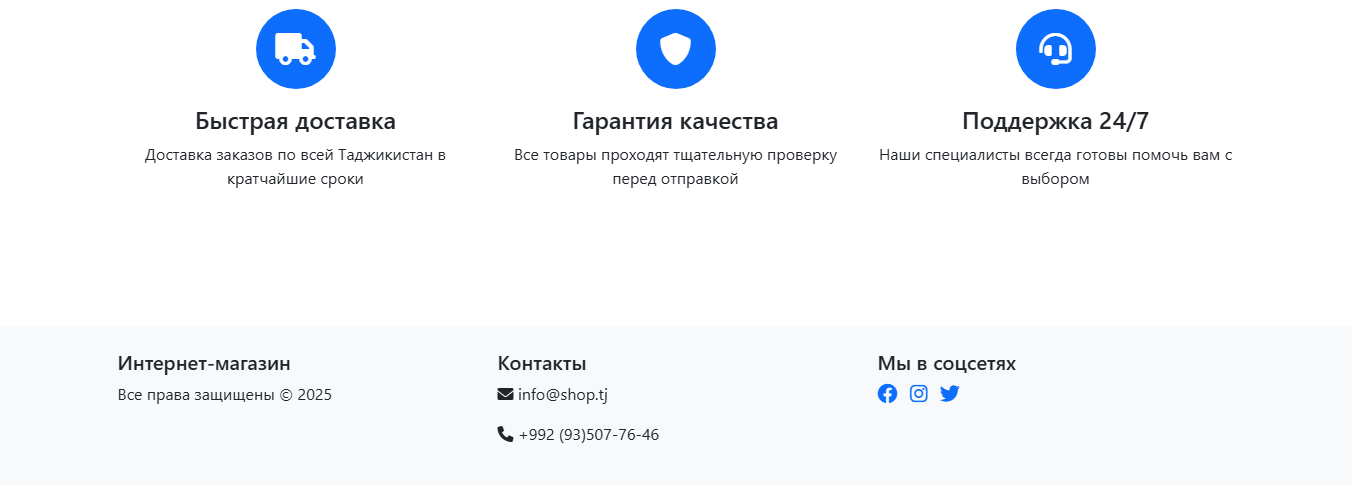 Быстрая доставка
Доставка заказов по всей Таджикистан в
кратчайшие сроки
Гарантия качества
Все товары проходят тщательную проверку
перед отправкой
Поддержка 24/7
Наши специалисты всегда готовы помочь вам с
выбором
Интернет-магазин
Все права защищены © 2025
Контакты
info@shop.tj
+992 (93)507-76-46
Мы в соцсетях